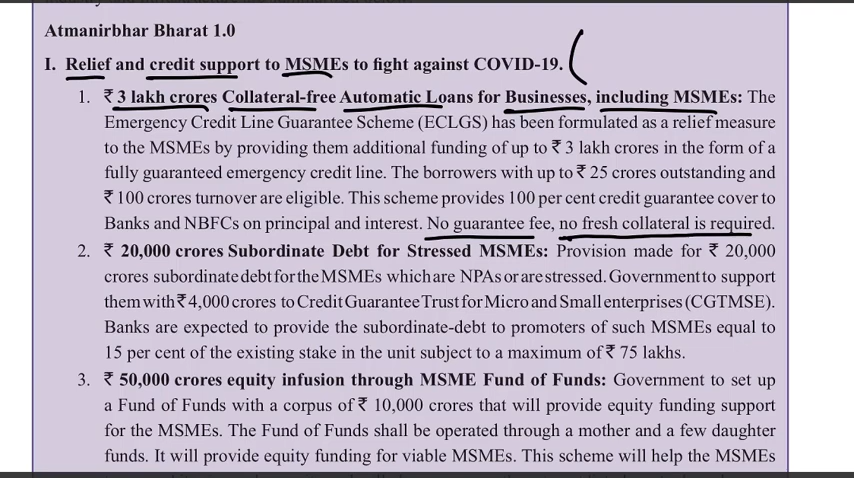 Atmanirbhar Bharat 1.0
I. Relief and credit support to MSMEs to fight against COVID-19.
1. ₹ 3 lakh crores Collateral-free Automatic Loans for Businesses, including MSMEs: The
Emergency Credit Line Guarantee Scheme (ECLGS) has been formulated as a relief measure
to the MSMEs by providing them additional funding of up to ₹ 3 lakh crores in the form of a
fully guaranteed emergency credit line. The borrowers with up to ₹ 25 crores outstanding and
₹ 100 crores turnover are eligible. This scheme provides 100 per cent credit guarantee cover to
Banks and NBFCs on principal and interest. No guarantee fee, no fresh collateral is required.
2. ₹ 20,000 crores Subordinate Debt for Stressed MSMEs: Provision made for ₹ 20,000
crores subordinate debt for the MSMEs which are NPAs or are stressed. Government to support
them with ₹ 4,000 crores to Credit Guarantee Trust for Micro and Small enterprises (CGTMSE).
Banks are expected to provide the subordinate-debt to promoters of such MSMEs equal to
15 per cent of the existing stake in the unit subject to a maximum of ₹ 75 lakhs.
3. ₹ 50,000 crores equity infusion through MSME Fund of Funds: Government to set up
a Fund of Funds with a corpus of ₹ 10,000 crores that will provide equity funding support
for the MSMEs. The Fund of Funds shall be operated through a mother and a few daughter
funds. It will provide equity funding for viable MSMEs. This scheme will help the MSMEs